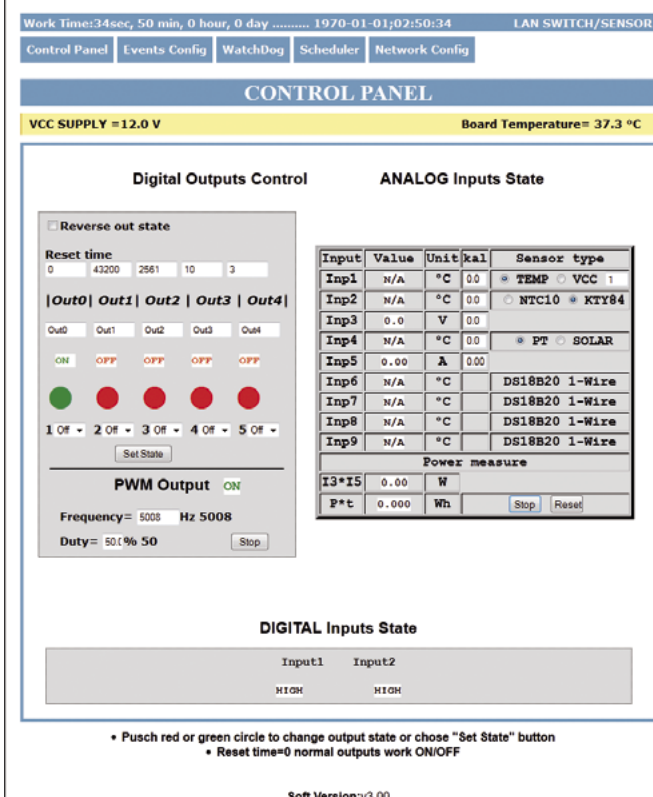 Work Time:34sec, 50 min, 0 hour, 0 day .......... 1970-01-01;02:50:34 LAN SWITCH/SENSOR
Control Panel Events Config WatchDog Scheduler Network Config
CONTROL PANEL
VCC SUPPLY =12.0 V Board Temperature= 37.3 °C
Digital Outputs Control
Reverse out state
Reset time
0 43200 2561 10 3
|Out0| Out1| Out2 | Out3 | Out4|
Out0 Out1 Out2 Out3 Out4
ON OFF OFF OFF OFF
1 Off 2 Off 3 Off 4 Off 5 Off
Set State
PWM Output ON
Frequency= 5008 Hz 5008
Duty= 50.0 % 50 Stop
ANALOG Inputs State
Input Value Unit kal Sensor type
Inp1 N/A °C 0.0 TEMP VCC 1
Inp2 N/A °C 0.0 NTC10 KTY84
Inp3 0.0 V 0.0
Inp4 N/A °C 0.0 PT SOLAR
Inp5 0.00 A 0.00
Inp6 N/A °C DS18B20 1-Wire
Inp7 N/A °C DS18B20 1-Wire
Inp8 N/A °C DS18B20 1-Wire
Inp9 N/A °C DS18B20 1-Wire
Power measure
I3*I5 0.00 W
P*t 0.000 Wh Stop Reset
DIGITAL Inputs State
Input1 Input2
HIGH HIGH
• Pusch red or green circle to change output state or chose "Set State" button
• Reset time=0 normal outputs work ON/OFF
Soft Version:v3.00